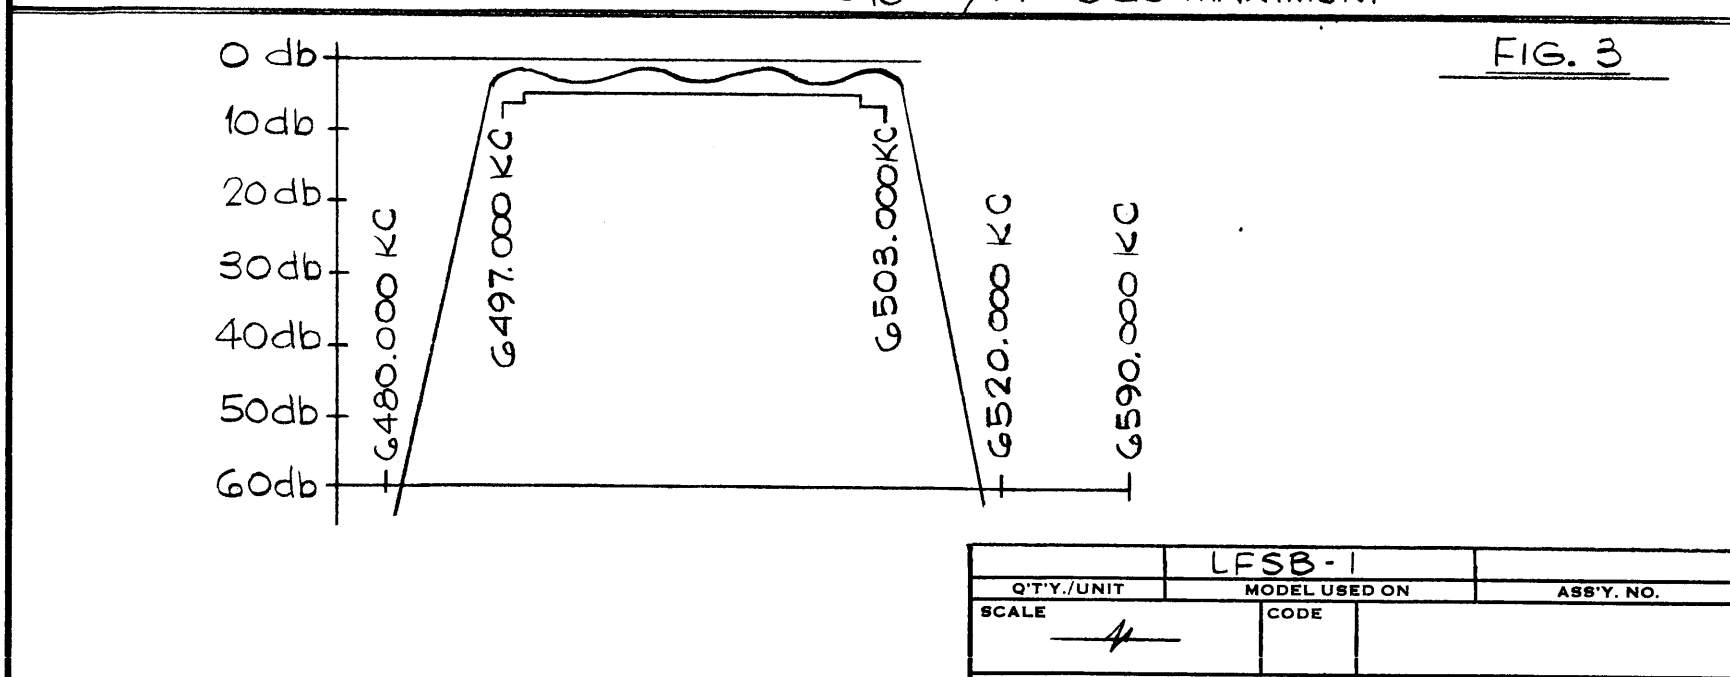 FIG. 3
0 db
10db
20db
30db
40db
50db
60db
6480.000 KC
6497.000 KC
6503.000KC
6520.000 KC
6590.000 KC
LFSB-1
Q'T'Y./UNIT MODEL USED ON ASS'Y. NO.
SCALE CODE